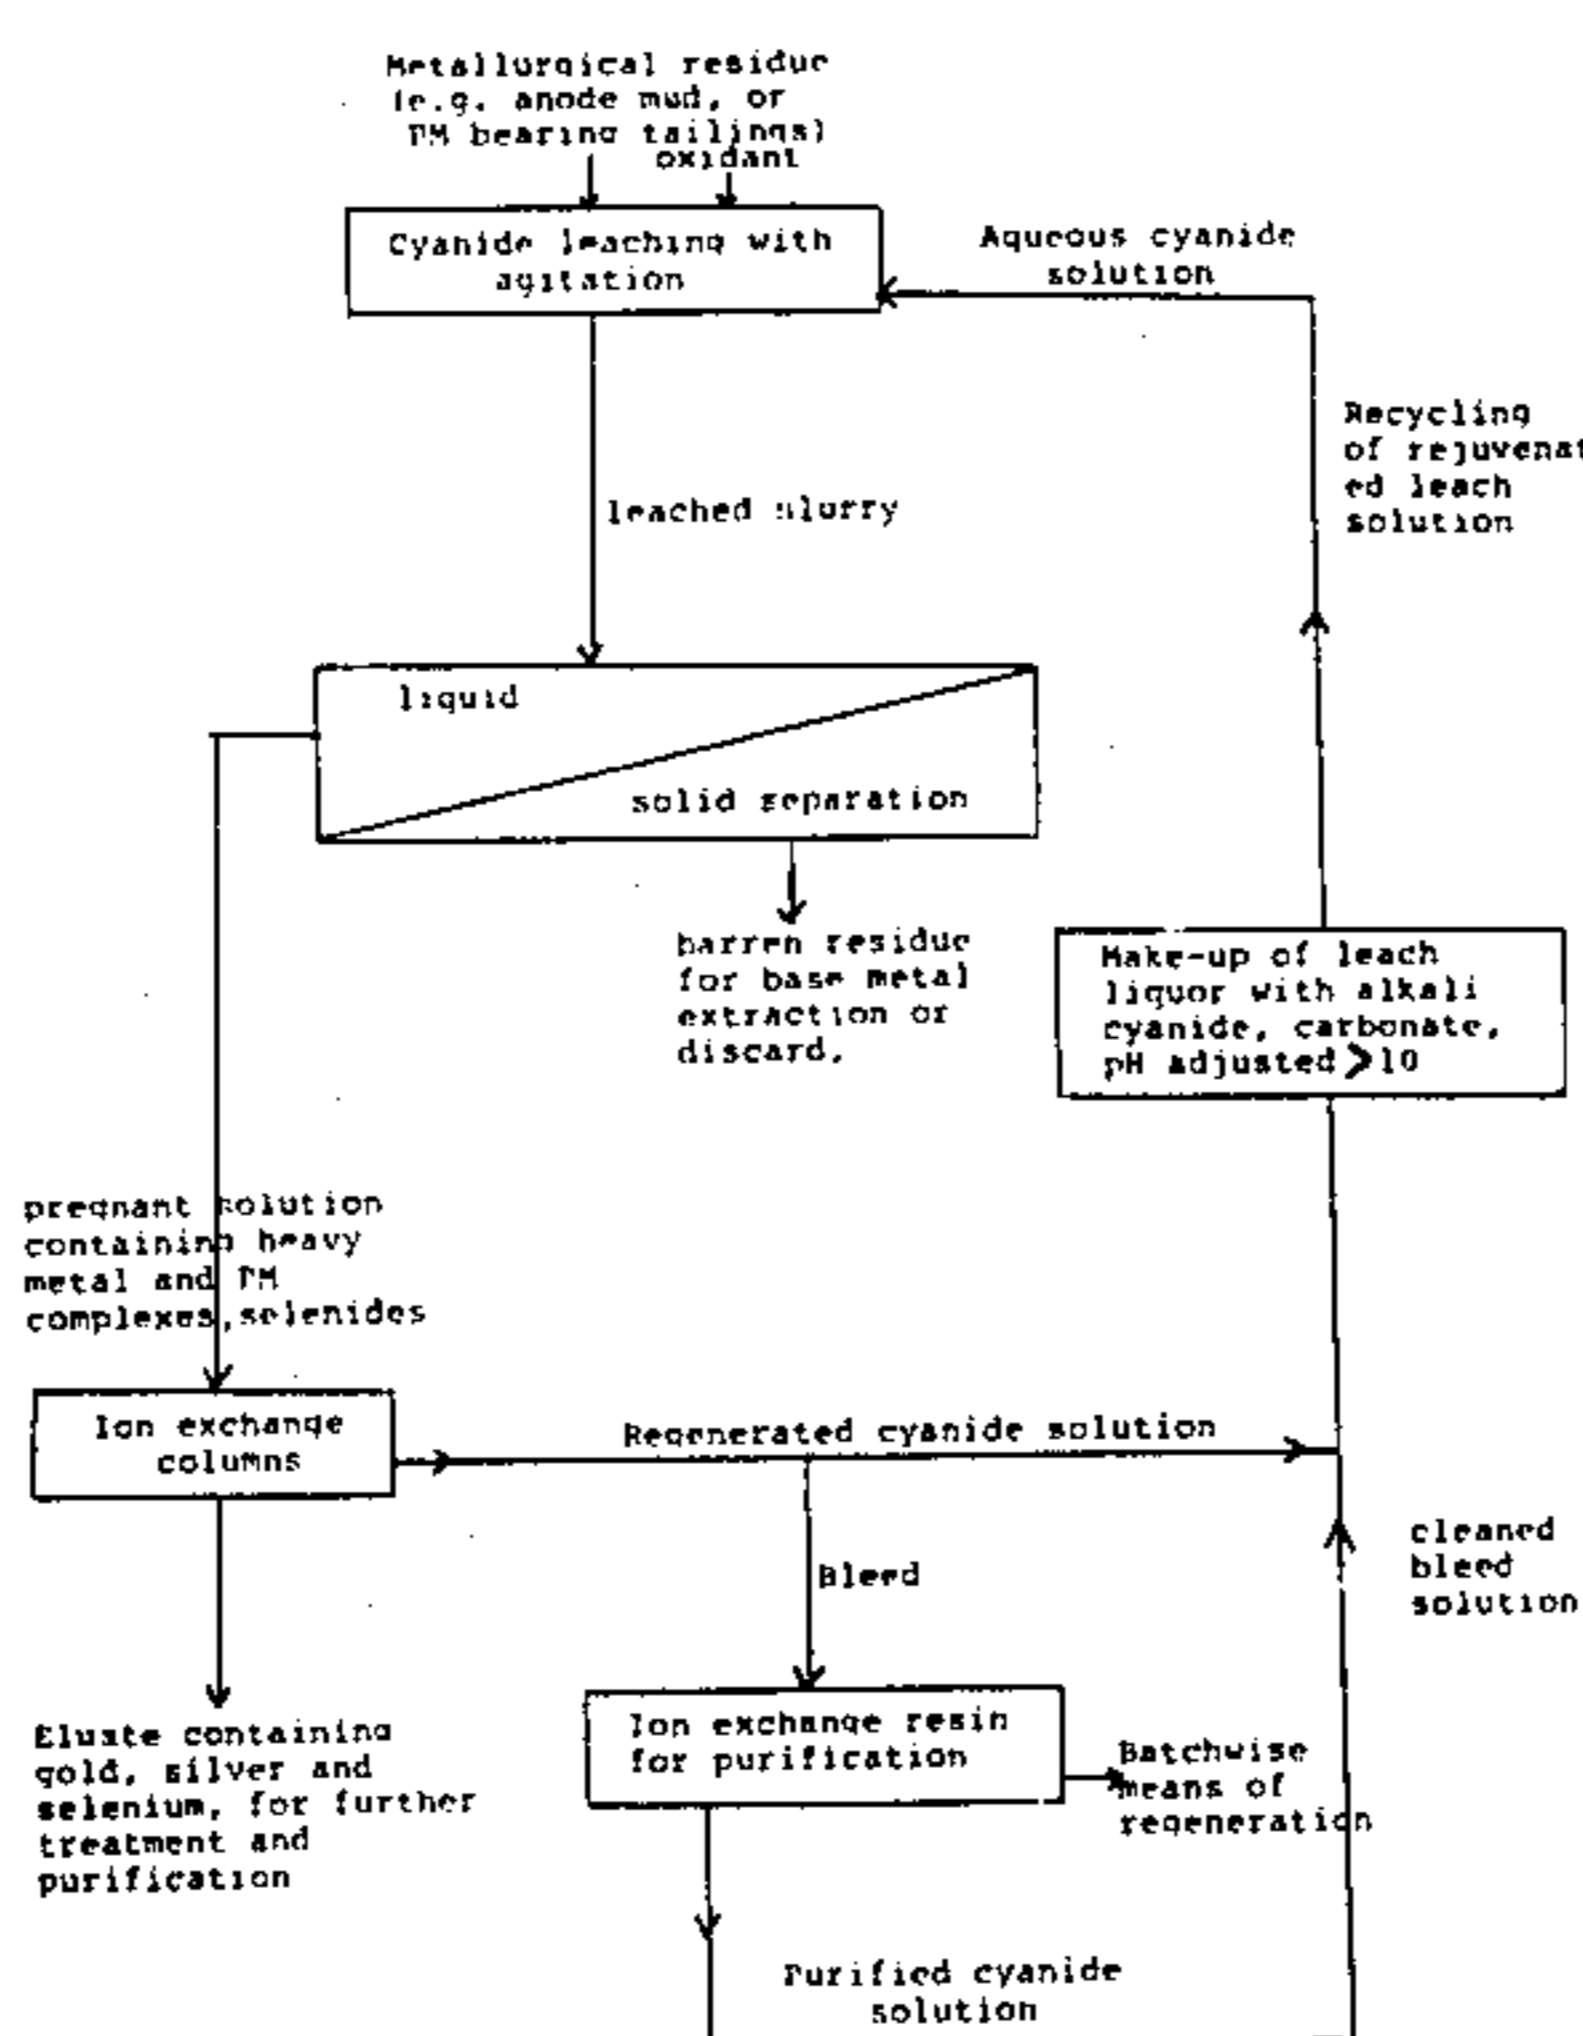 Metallurgical residue
(e.g. anode mud, or
PM bearing tailings)
oxidant
Cyanide leaching with
agitation
Aqueous cyanide
solution
Recycling
of rejuvenat
ed leach
solution
leached slurry
liquid
solid separation
barren residue
for base metal
extraction or
discard.
Make-up of leach
liquor with alkali
cyanide, carbonate,
pH adjusted >10
pregnant solution
containing heavy
metal and PM
complexes,selenides
Ion exchange
columns
Regenerated cyanide solution
Bleed
cleaned
bleed
solution
Eluate containing
gold, silver and
selenium, for further
treatment and
purification
Ion exchange resin
for purification
Batchwise
means of
regeneration
Purified cyanide
solution